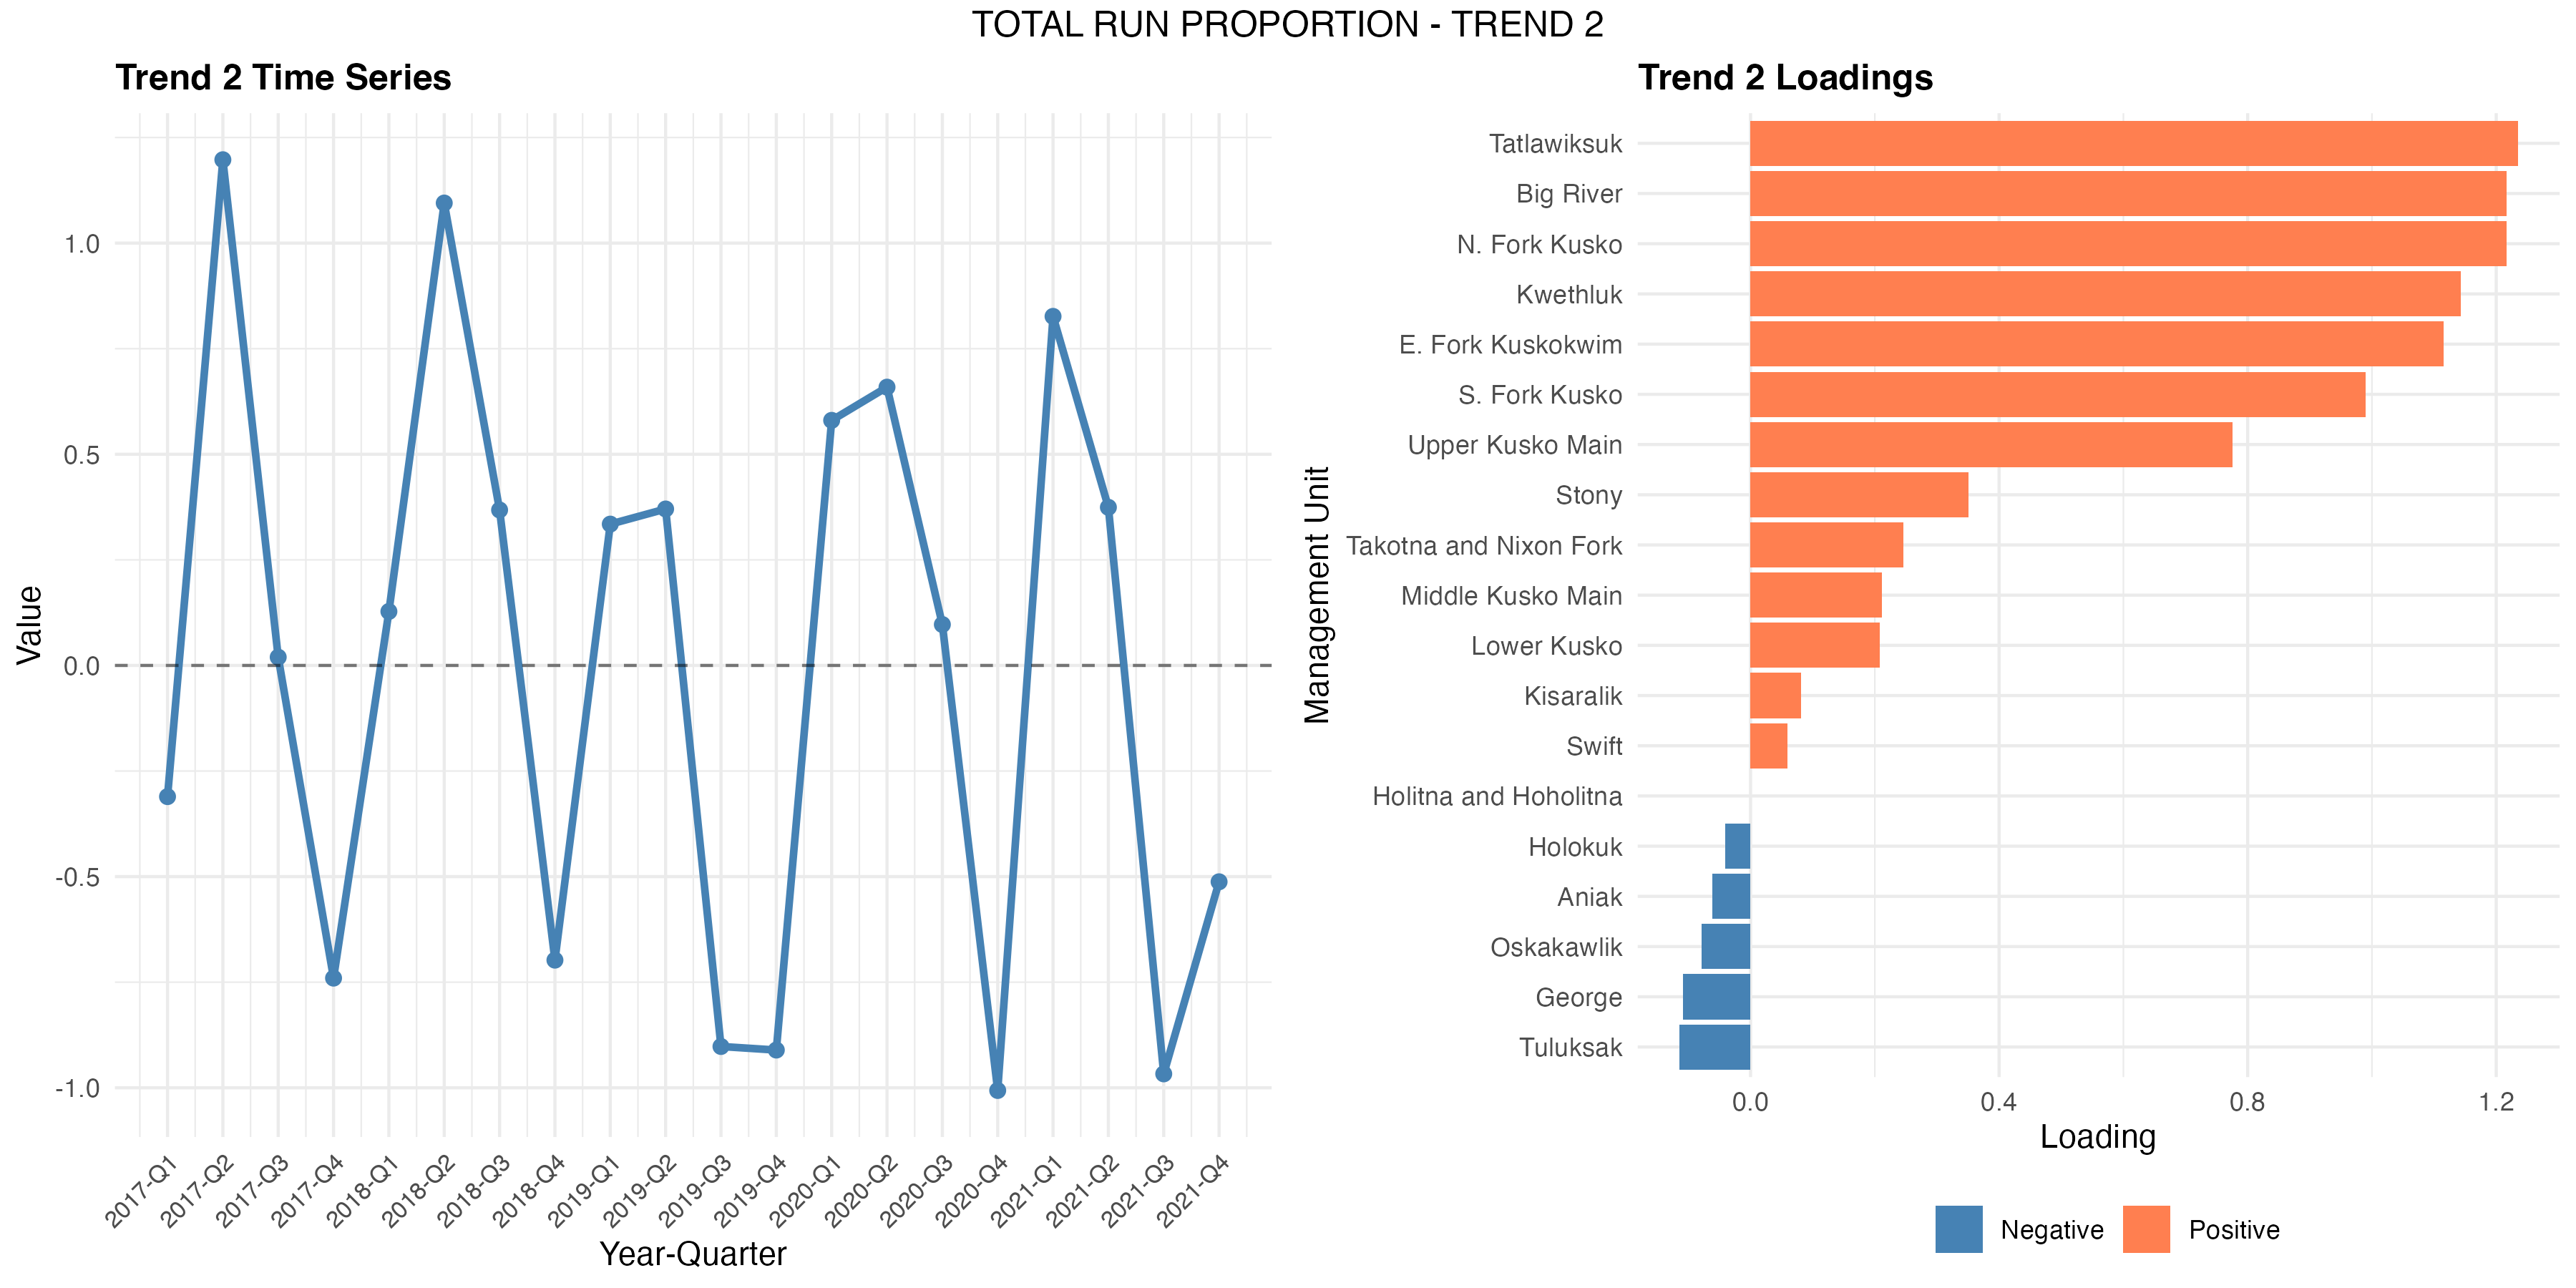 TOTAL RUN PROPORTION - TREND 2
Trend 2 Time Series
Value
1.0
0.5
0.0
-0.5
-1.0
2017-Q1
2017-Q2
2017-Q3
2017-Q4
2018-Q1
2018-Q2
2018-Q3
2018-Q4
2019-Q1
2019-Q2
2019-Q3
2019-Q4
2020-Q1
2020-Q2
2020-Q3
2020-Q4
2021-Q1
2021-Q2
2021-Q3
2021-Q4
Year-Quarter
Trend 2 Loadings
Management Unit
Tatlawiksuk
Big River
N. Fork Kusko
Kwethluk
E. Fork Kuskokwim
S. Fork Kusko
Upper Kusko Main
Stony
Takotna and Nixon Fork
Middle Kusko Main
Lower Kusko
Kisaralik
Swift
Holitna and Hoholitna
Holokuk
Aniak
Oskakawlik
George
Tuluksak
0.0
0.4
0.8
1.2
Loading
Negative
Positive